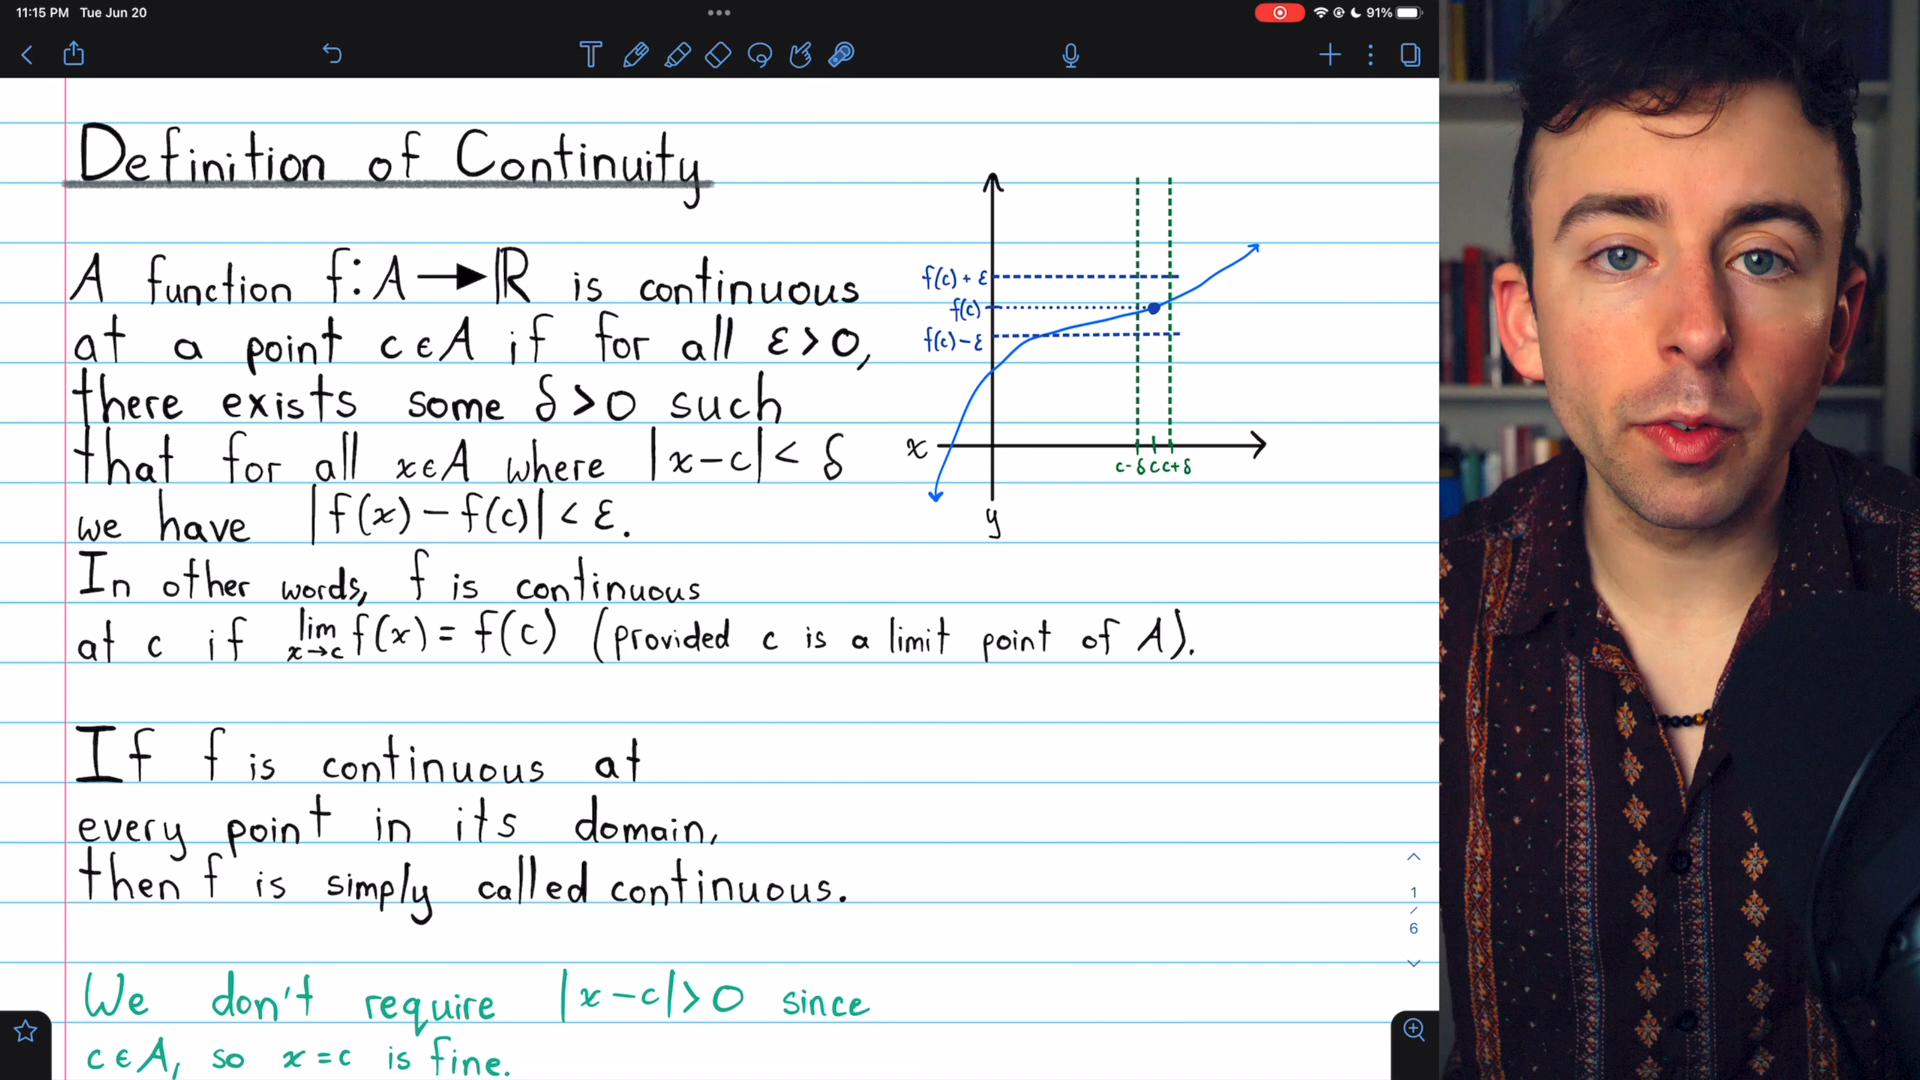 11:15 PM Tue Jun 20
91%
Definition of Continuity
A function f: A → ℝ is continuous
at a point c ∈ A if for all ε > 0,
there exists some δ > 0 such
that for all x ∈ A where |x - c| < δ
we have |f(x) - f(c)| < ε.
In other words, f is continuous
at c if lim x→c f(x) = f(c) (provided c is a limit point of A).
If f is continuous at
every point in its domain,
then f is simply called continuous.
We don't require |x - c| > 0 since
c ∈ A, so x = c is fine.
f(c) + ε
f(c)
f(c) - ε
x
c - δ c c + δ
y
1
/
6